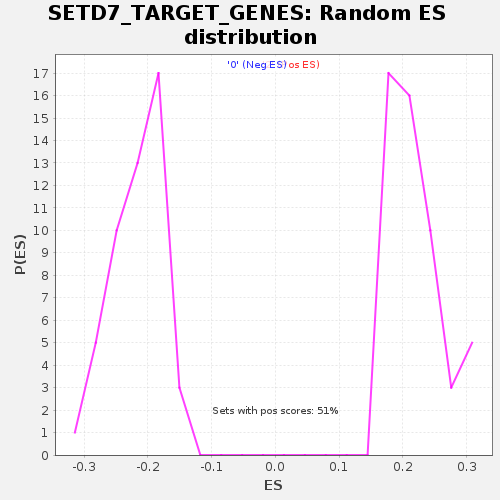 SETD7_TARGET_GENES: Random ES
distribution
'0' (Neg ES) os ES)
17
16
15
14
13
12
11
10
9
8
7
6
5
4
3
2
1
0
P(ES)
Sets with pos scores: 51%
-0.3 -0.2 -0.1 0.0 0.1 0.2 0.3
ES